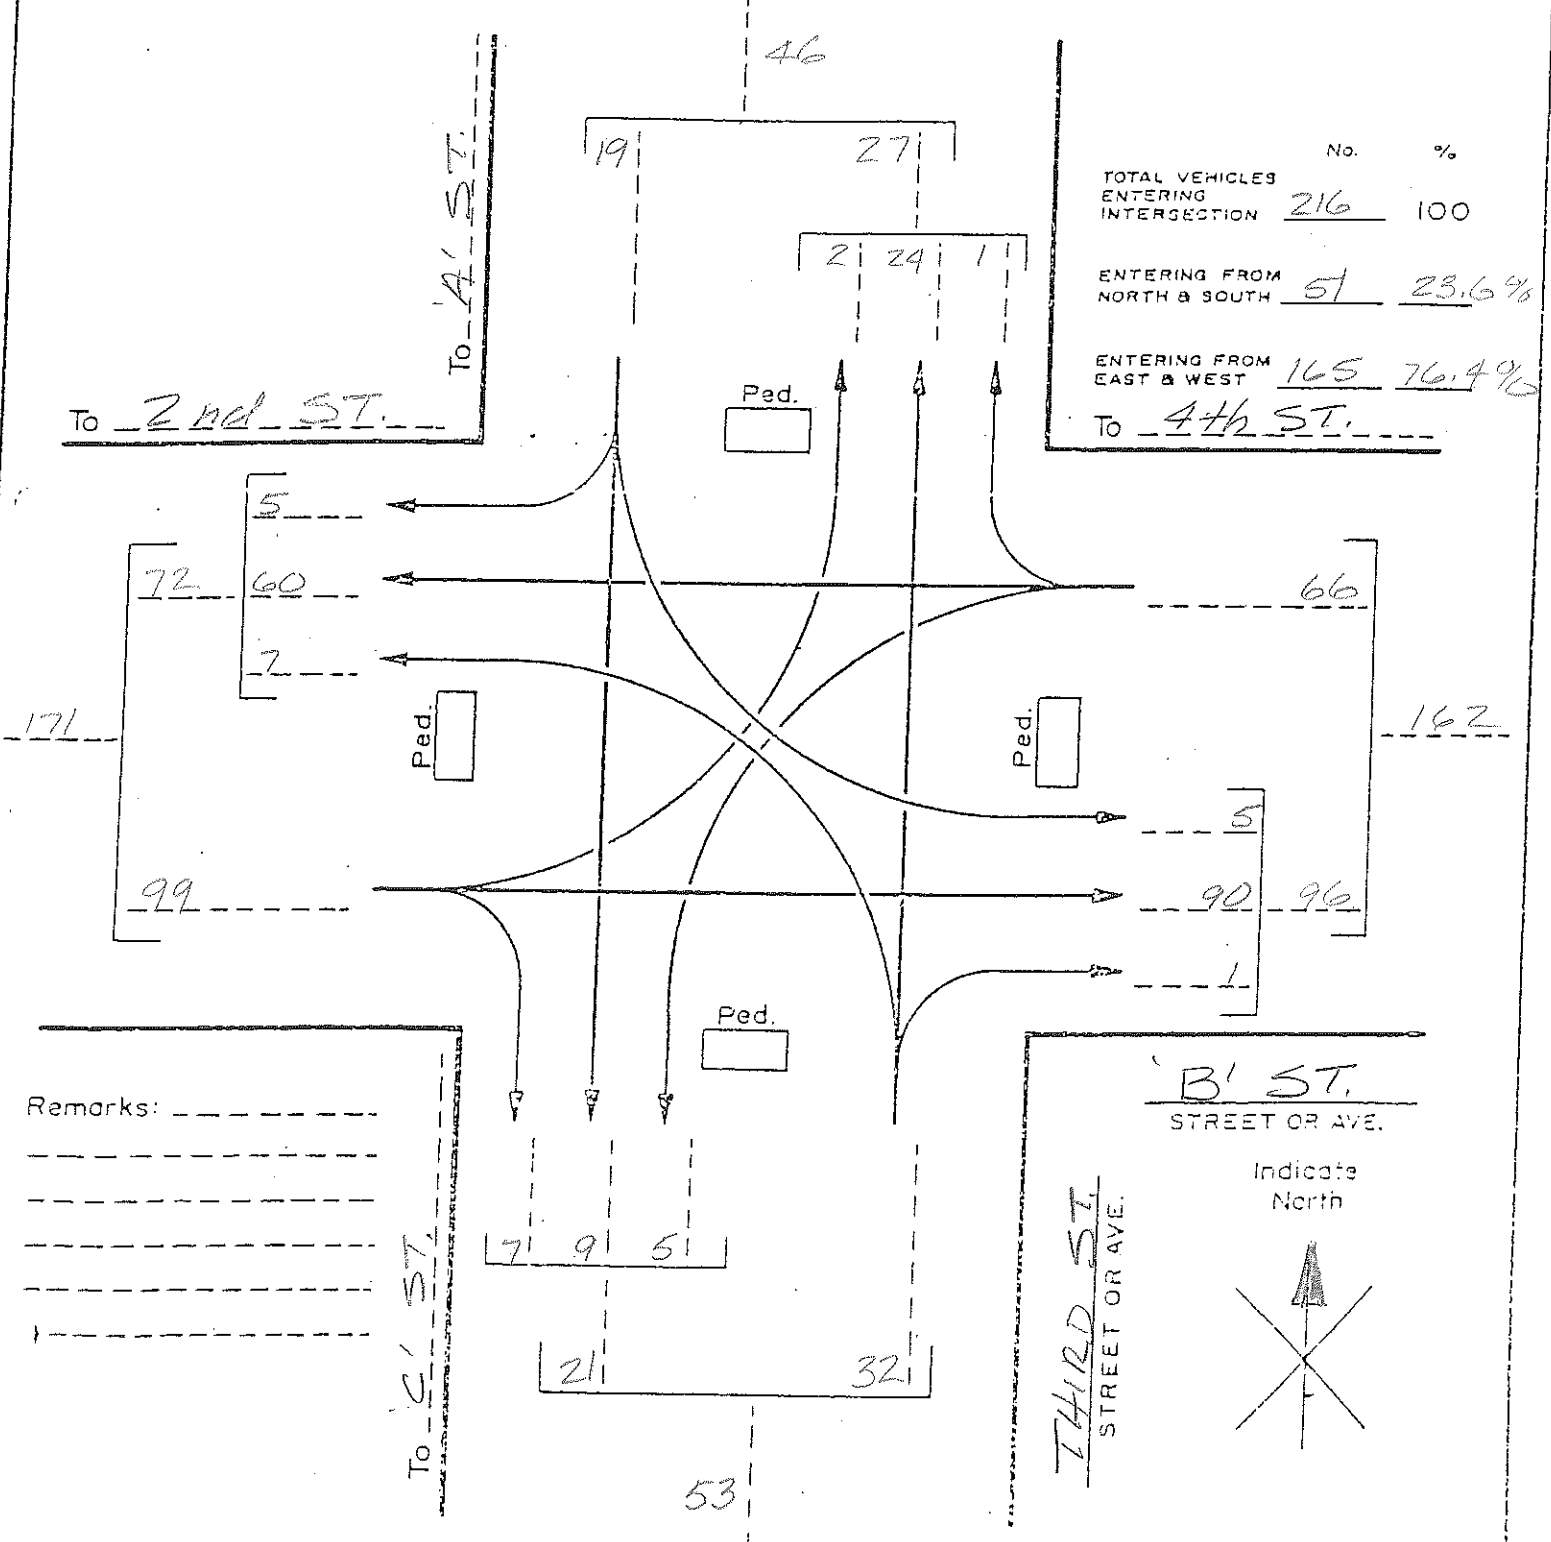 46
19 27
No. %
TOTAL VEHICLES
ENTERING
INTERSECTION 216 100
2 24 1
ENTERING FROM
NORTH & SOUTH 51 23.6%
ENTERING FROM
EAST & WEST 165 76.4%
To 'A' ST.
To 2nd ST.
Ped.
To 4th ST.
5
72 60
7
66
171
Ped.
Ped.
162
5
99
90 96
1
Ped.
'B' ST.
STREET OR AVE.
Remarks:
Indicate
North
7 9 5
To 'C' ST.
THIRD ST.
STREET OR AVE.
21 32
53